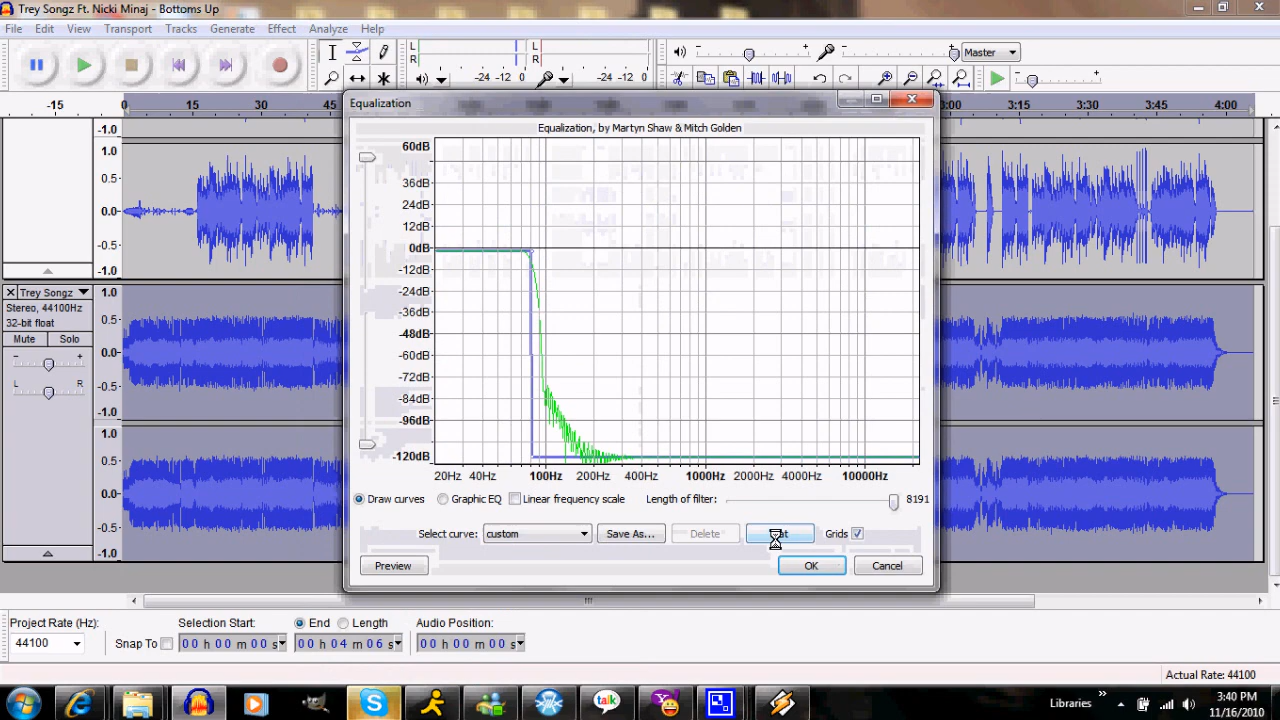 Trey Songz Ft. Nicki Minaj - Bottoms Up
File Edit View Transport Tracks Generate Effect Analyze Help
L
R
-24 -12 0
L
R
-24 -12 0
Master
-15 0 15 30 45 3:00 3:15 3:45 4:00
Equalization
Equalization, by Martyn Shaw & Mitch Golden
-1.0
1.0
0.5
0.0
-0.5
-1.0
Trey Songz
Stereo, 44100Hz
32-bit float
Mute Solo
L R
1.0
0.5
0.0
-0.5
-1.0
1.0
0.5
0.0
-0.5
-1.0
60dB
36dB
24dB
12dB
0dB
-12dB
-24dB
-36dB
-48dB
-60dB
-72dB
-84dB
-96dB
-120dB
20Hz 40Hz 100Hz 200Hz 400Hz 1000Hz 2000Hz 4000Hz 10000Hz
Draw curves Graphic EQ Linear frequency scale Length of filter: 8191
Select curve: custom Save As... Delete Grids
Preview OK Cancel
Project Rate (Hz): Selection Start: End Length Audio Position:
44100 Snap To 00 h 00 m 00 s 00 h 04 m 06 s 00 h 00 m 00 s
Actual Rate: 44100
talk
Libraries
3:40 PM
11/16/2010